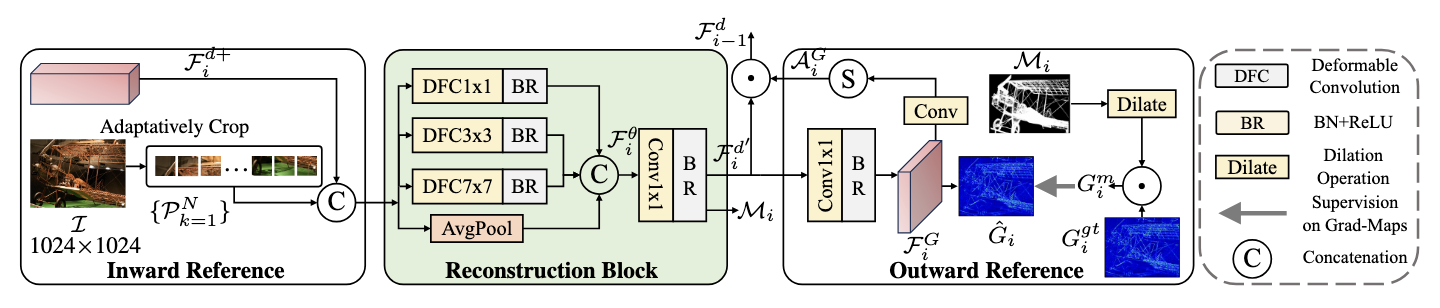 $\mathcal{F}_i^{d+}$
Adaptatively Crop
$\{\mathcal{P}_{k=1}^{N}\}$
$\mathcal{I}$
1024×1024
C
Inward Reference
DFC1x1 BR
DFC3x3 BR
DFC7x7 BR
AvgPool
C
$\mathcal{F}_i^{\theta}$
Conv1x1
BR
$\mathcal{F}_i^{d'}$
$\mathcal{M}_i$
Reconstruction Block
$\mathcal{F}_{i-1}^{d}$
$\mathcal{A}_i^{G}$
S
Conv
Conv1x1
BR
$\mathcal{F}_i^{G}$
$\hat{G}_i$
$\mathcal{M}_i$
Dilate
$G_i^{m}$
$G_i^{gt}$
Outward Reference
DFC
Deformable
Convolution
BR
BN+ReLU
Dilate
Dilation
Operation
Supervision
on Grad-Maps
C
Concatenation